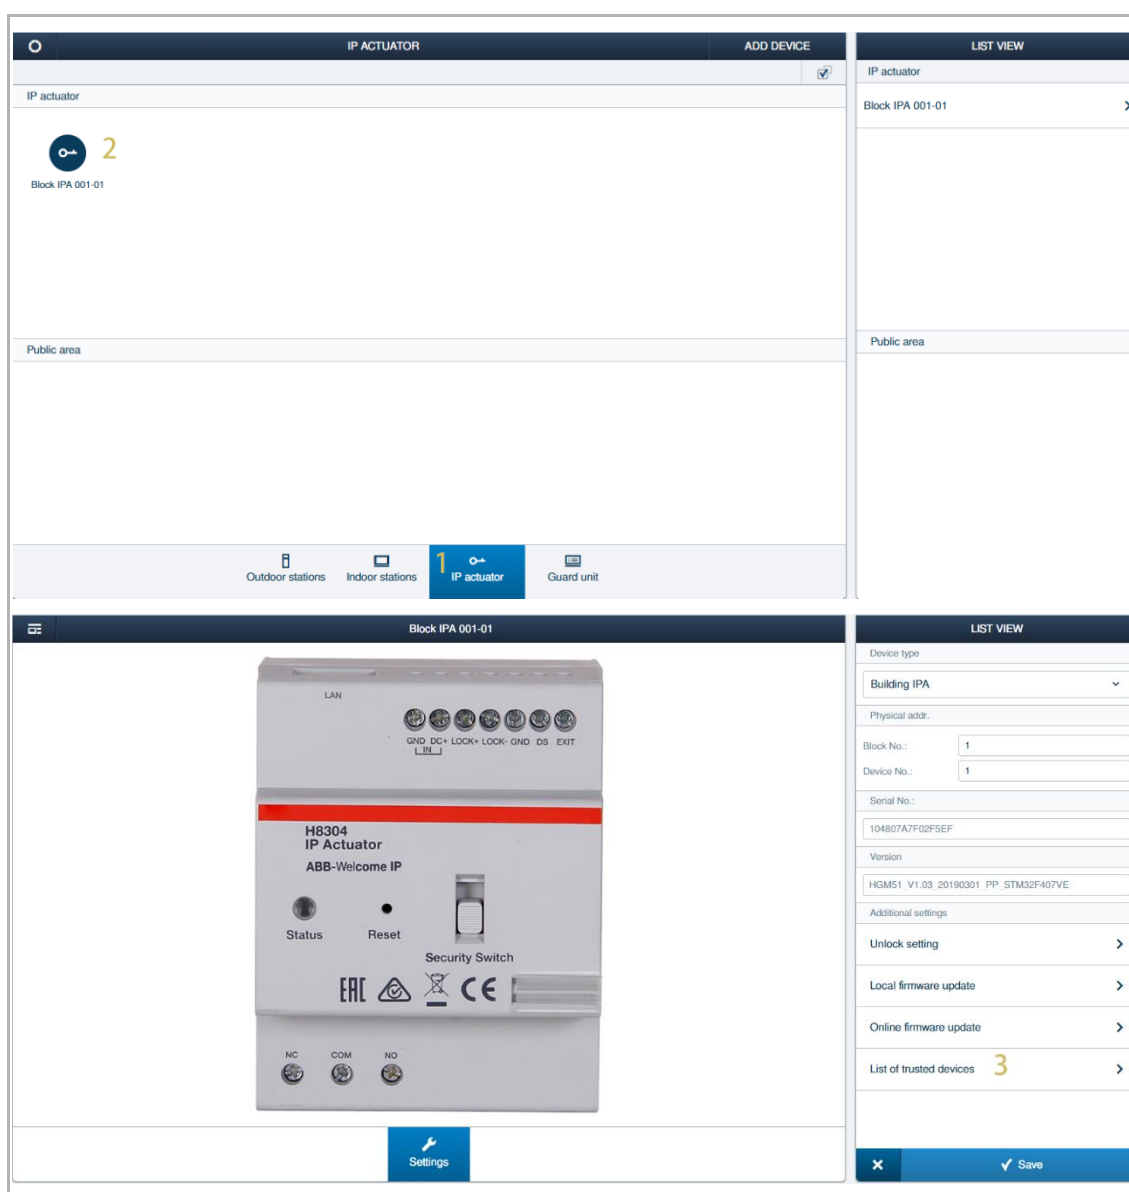 IP ACTUATOR
ADD DEVICE
LIST VIEW
IP actuator
IP actuator
Block IPA 001-01
2
Block IPA 001-01
Public area
Public area
1
Outdoor stations
Indoor stations
IP actuator
Guard unit
Block IPA 001-01
LIST VIEW
Device type
Building IPA
Physical addr.
Block No.: 1
Device No.: 1
Serial No.:
104807A7F02F5EF
Version
HGM51_V1.03_20190301_PP_STM32F407VE
Additional settings
Unlock setting
Local firmware update
Online firmware update
List of trusted devices 3
Save
LAN
GND DC+ LOCK+ LOCK- GND DS EXIT
IN
H8304
IP Actuator
ABB-Welcome IP
Status
Reset
Security Switch
EAC
CE
NC COM NO
Settings